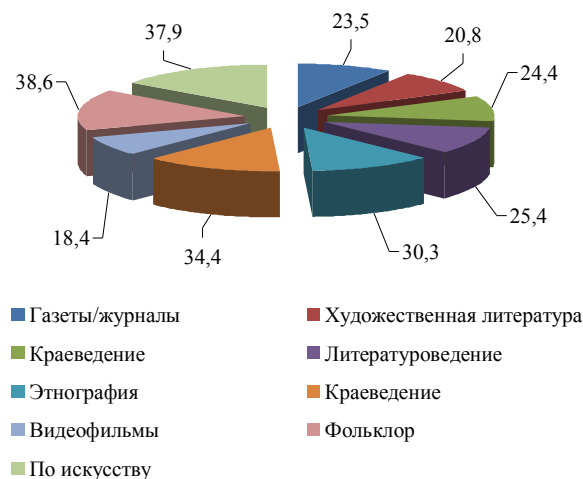 37,9
23,5
20,8
38,6
24,4
18,4
25,4
34,4
30,3
Газеты/журналы
Художественная литература
Краеведение
Литературоведение
Этнография
Краеведение
Видеофильмы
Фольклор
По искусству